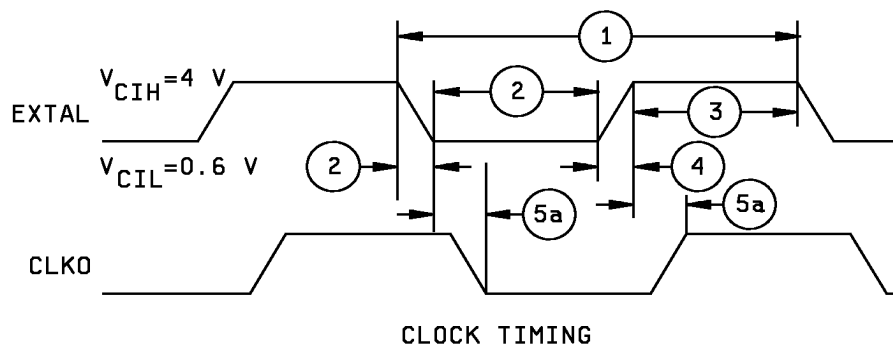 1
V_CIH=4 V
2
EXTAL
3
V_CIL=0.6 V
2
4
5a
5a
CLKO
CLOCK TIMING